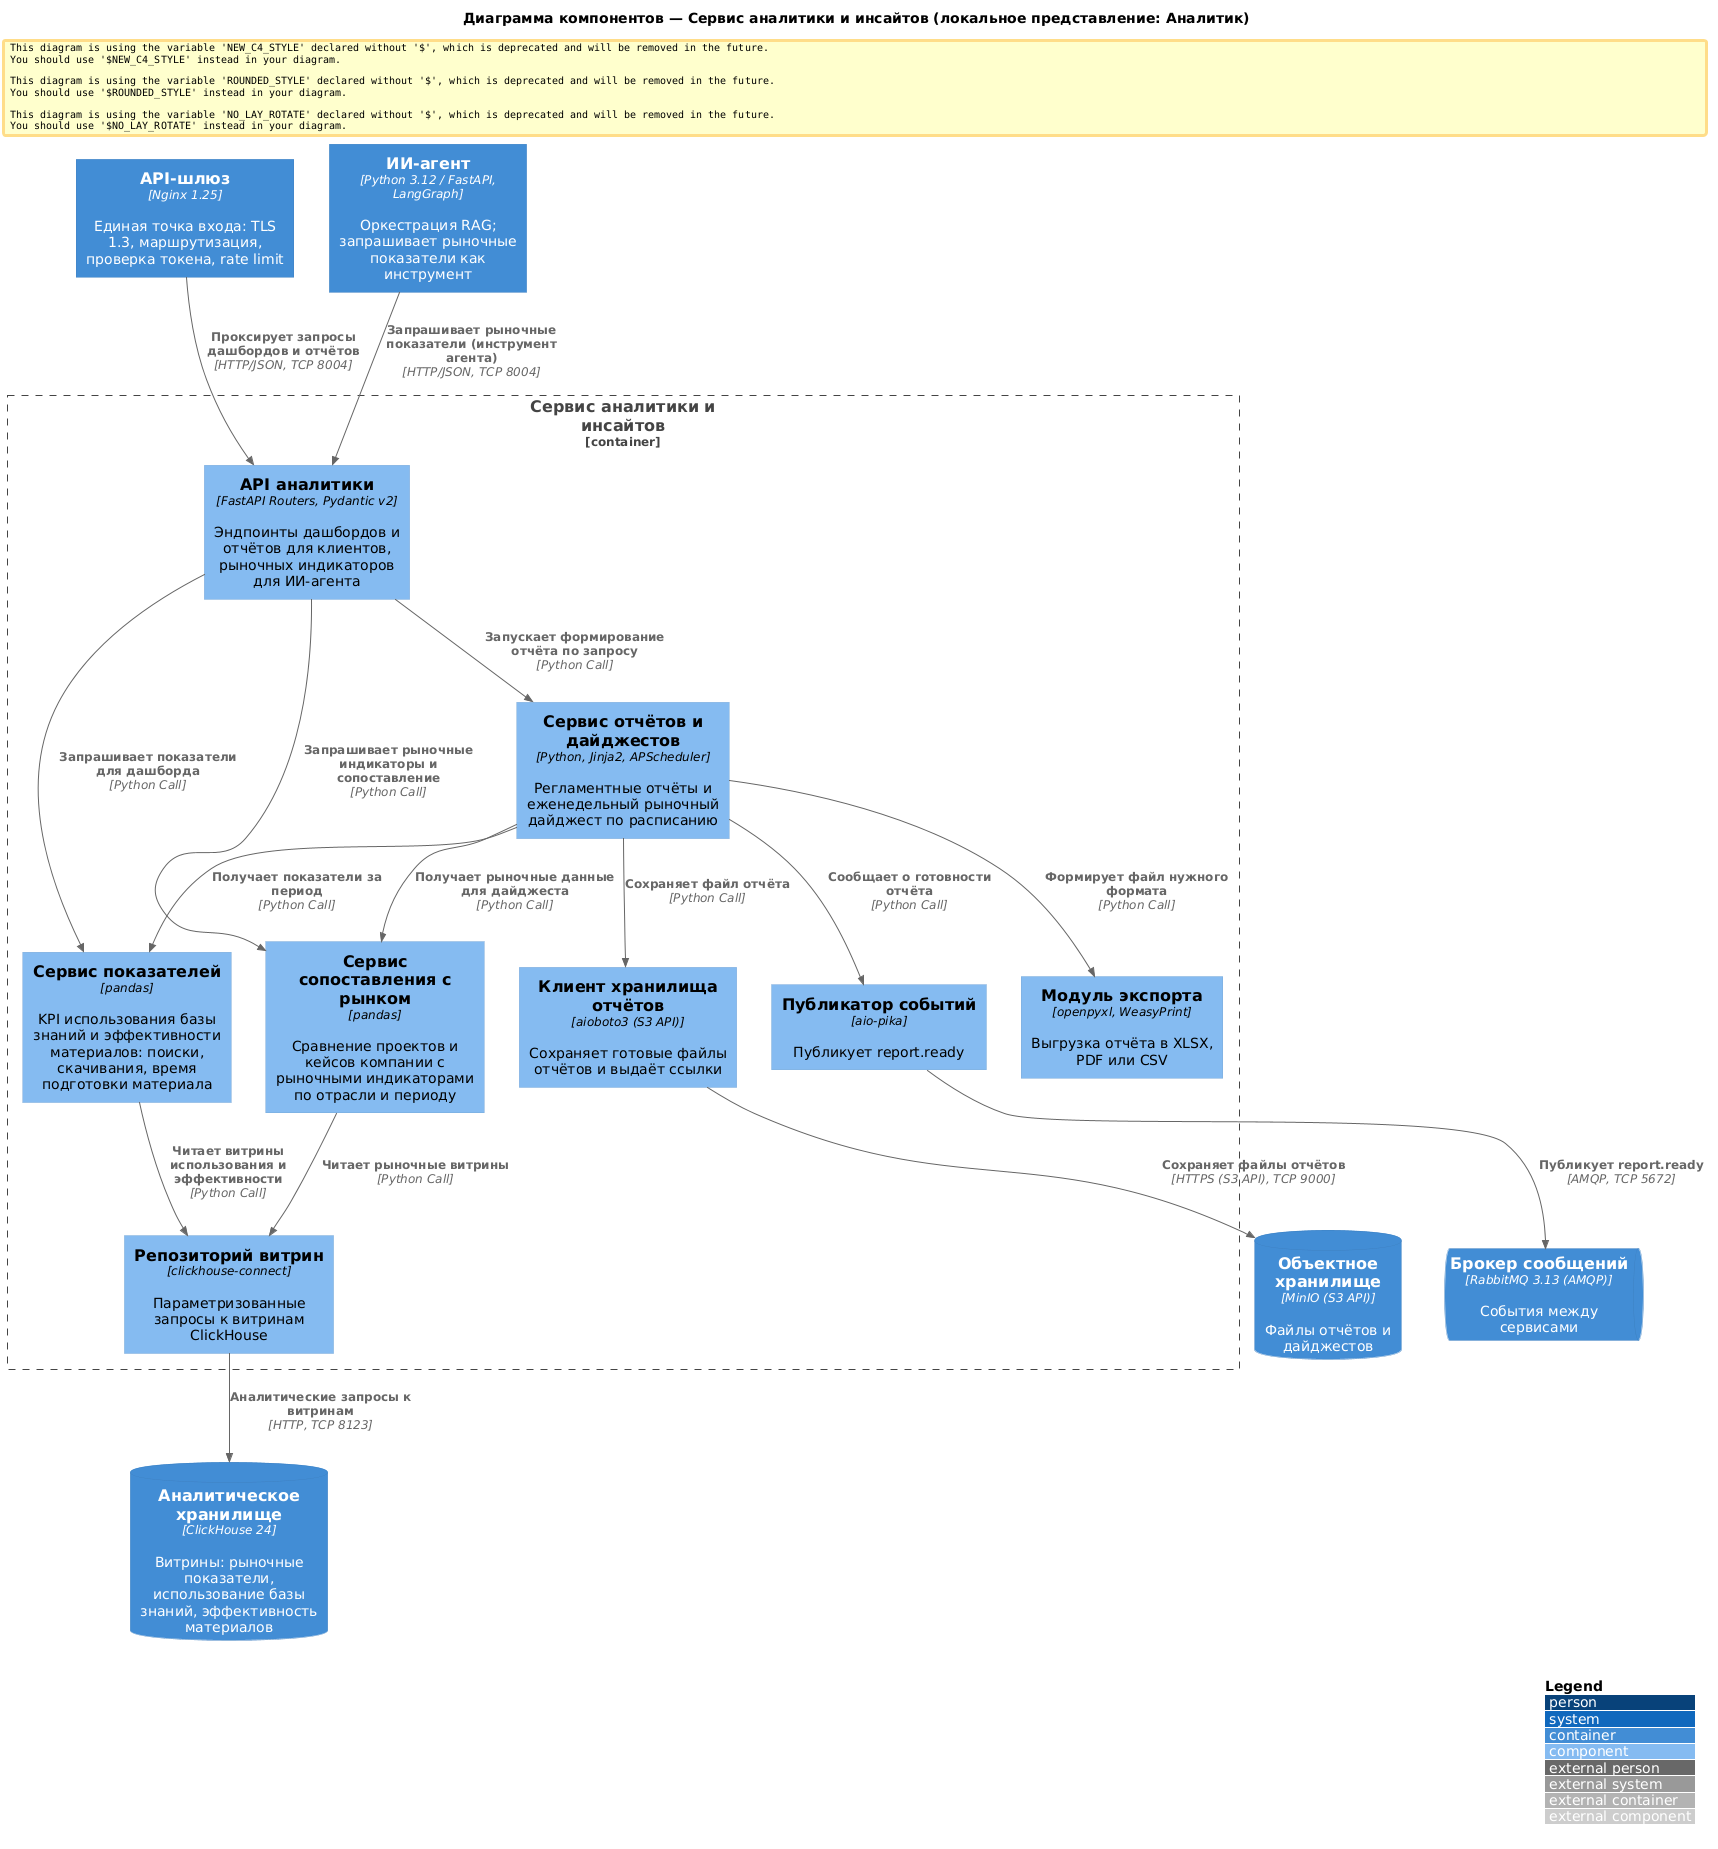 Диаграмма компонентов — Сервис аналитики и инсайтов (локальное представление: Аналитик)
This diagram is using the variable 'NEW_C4_STYLE' declared without '$', which is deprecated and will be removed in the future.
You should use '$NEW_C4_STYLE' instead in your diagram.
This diagram is using the variable 'ROUNDED_STYLE' declared without '$', which is deprecated and will be removed in the future.
You should use '$ROUNDED_STYLE' instead in your diagram.
This diagram is using the variable 'NO_LAY_ROTATE' declared without '$', which is deprecated and will be removed in the future.
You should use '$NO_LAY_ROTATE' instead in your diagram.
API-шлюз
[Nginx 1.25]
Единая точка входа: TLS
1.3, маршрутизация,
проверка токена, rate limit
ИИ-агент
[Python 3.12 / FastAPI,
LangGraph]
Оркестрация RAG;
запрашивает рыночные
показатели как
инструмент
Проксирует запросы
дашбордов и отчётов
[HTTP/JSON, TCP 8004]
Запрашивает рыночные
показатели (инструмент
агента)
[HTTP/JSON, TCP 8004]
Сервис аналитики и
инсайтов
[container]
API аналитики
[FastAPI Routers, Pydantic v2]
Эндпоинты дашбордов и
отчётов для клиентов,
рыночных индикаторов
для ИИ-агента
Запускает формирование
отчёта по запросу
[Python Call]
Сервис отчётов и
дайджестов
[Python, Jinja2, APScheduler]
Регламентные отчёты и
еженедельный рыночный
дайджест по расписанию
Запрашивает показатели
для дашборда
[Python Call]
Запрашивает рыночные
индикаторы и
сопоставление
[Python Call]
Получает показатели за
период
[Python Call]
Получает рыночные данные
для дайджеста
[Python Call]
Сохраняет файл отчёта
[Python Call]
Сообщает о готовности
отчёта
[Python Call]
Формирует файл нужного
формата
[Python Call]
Сервис показателей
[pandas]
KPI использования базы
знаний и эффективности
материалов: поиски,
скачивания, время
подготовки материала
Сервис
сопоставления с
рынком
[pandas]
Сравнение проектов и
кейсов компании с
рыночными индикаторами
по отрасли и периоду
Клиент хранилища
отчётов
[aioboto3 (S3 API)]
Сохраняет готовые файлы
отчётов и выдаёт ссылки
Публикатор событий
[aio-pika]
Публикует report.ready
Модуль экспорта
[openpyxl, WeasyPrint]
Выгрузка отчёта в XLSX,
PDF или CSV
Читает витрины
использования и
эффективности
[Python Call]
Читает рыночные витрины
[Python Call]
Сохраняет файлы отчётов
[HTTPS (S3 API), TCP 9000]
Публикует report.ready
[AMQP, TCP 5672]
Репозиторий витрин
[clickhouse-connect]
Параметризованные
запросы к витринам
ClickHouse
Объектное
хранилище
[MinIO (S3 API)]
Файлы отчётов и
дайджестов
Брокер сообщений
[RabbitMQ 3.13 (AMQP)]
События между
сервисами
Аналитические запросы к
витринам
[HTTP, TCP 8123]
Аналитическое
хранилище
[ClickHouse 24]
Витрины: рыночные
показатели,
использование базы
знаний, эффективность
материалов
Legend
person
system
container
component
external person
external system
external container
external component